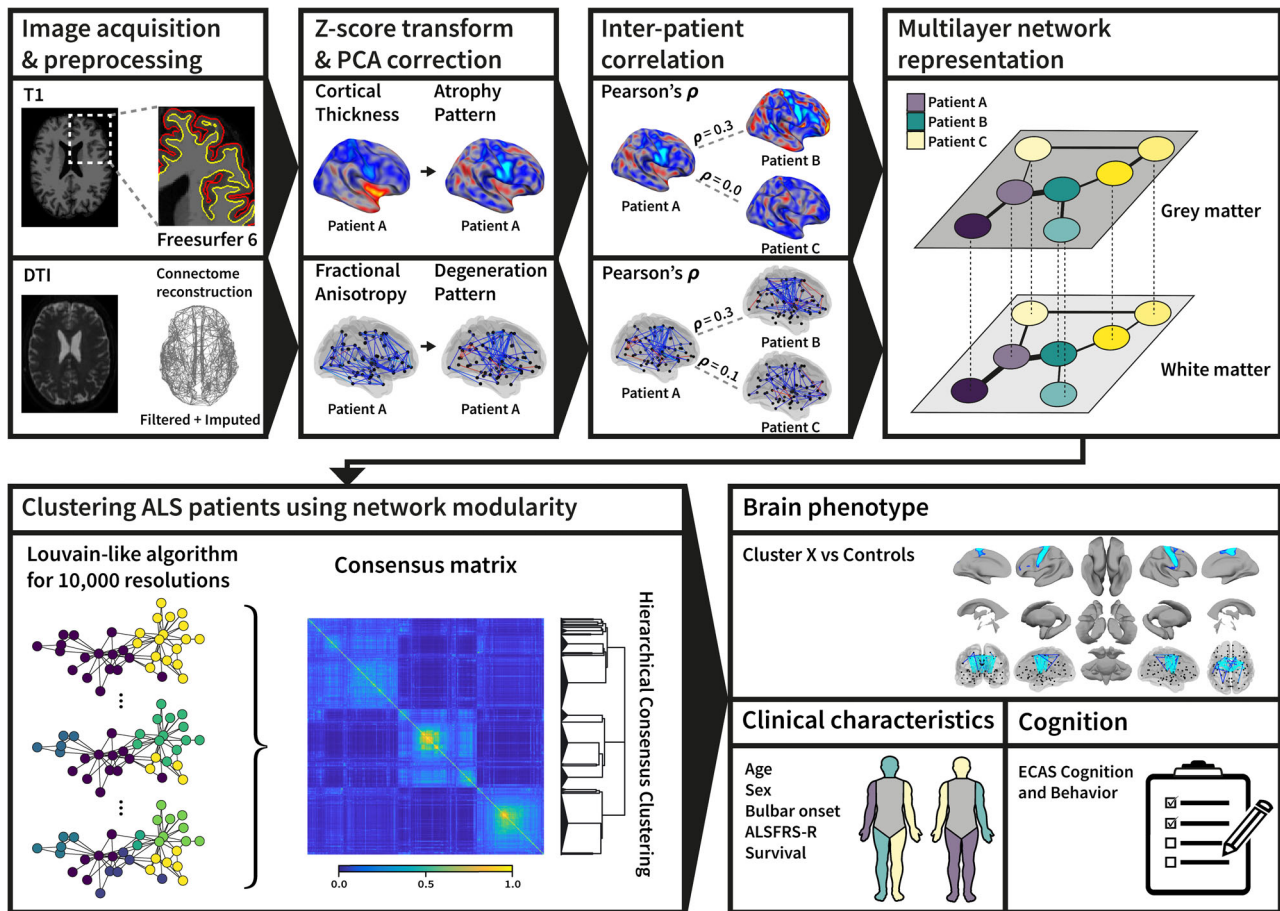 Image acquisition
& preprocessing
T1
Freesurfer 6
DTI
Connectome
reconstruction
Filtered + Imputed
Z-score transform
& PCA correction
Cortical
Thickness
Atrophy
Pattern
Patient A
Patient A
Fractional
Anisotropy
Degeneration
Pattern
Patient A
Patient A
Inter-patient
correlation
Pearson's ρ
ρ = 0.3
Patient B
ρ = 0.0
Patient A
Patient C
Pearson's ρ
ρ = 0.3
Patient B
ρ = 0.1
Patient A
Patient C
Multilayer network
representation
Patient A
Patient B
Patient C
Grey matter
White matter
Clustering ALS patients using network modularity
Louvain-like algorithm
for 10,000 resolutions
Consensus matrix
0.0
0.5
1.0
Hierarchical Consensus Clustering
Brain phenotype
Cluster X vs Controls
Clinical characteristics
Age
Sex
Bulbar onset
ALSFRS-R
Survival
Cognition
ECAS Cognition
and Behavior